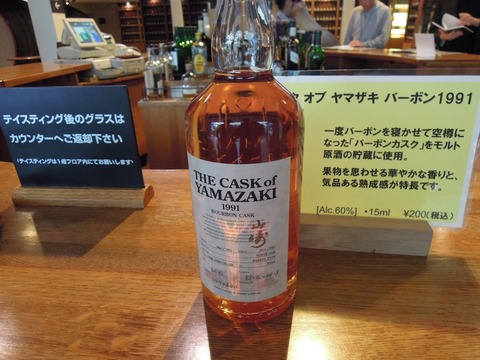 テイスティング後のグラスは
カウンターへご返却下さい
!テイスティングは1階フロア内にてお願いします!
THE CASK of
YAMAZAKI
1991
BOURBON CASK
山崎
オブ ヤマザキ バーボン1991
一度バーボンを寝かせて空樽に
なった「バーボンカスク」をモルト
原酒の貯蔵に使用。
果物を思わせる華やかな香りと、
気品ある熟成感が特長です。
[Alc.60%] ・15ml ¥200(税込)